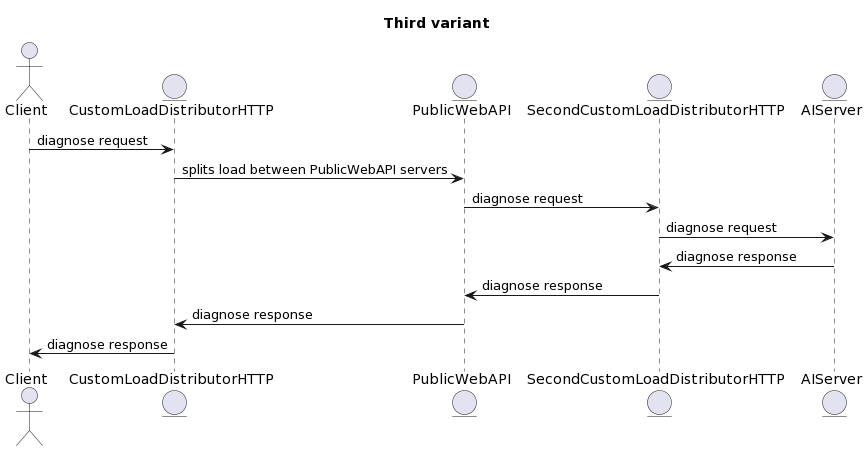 Third variant
Client CustomLoadDistributorHTTP PublicWebAPI SecondCustomLoadDistributorHTTP AIServer
diagnose request
splits load between PublicWebAPI servers
diagnose request
diagnose request
diagnose response
diagnose response
diagnose response
diagnose response
Client CustomLoadDistributorHTTP PublicWebAPI SecondCustomLoadDistributorHTTP AIServer